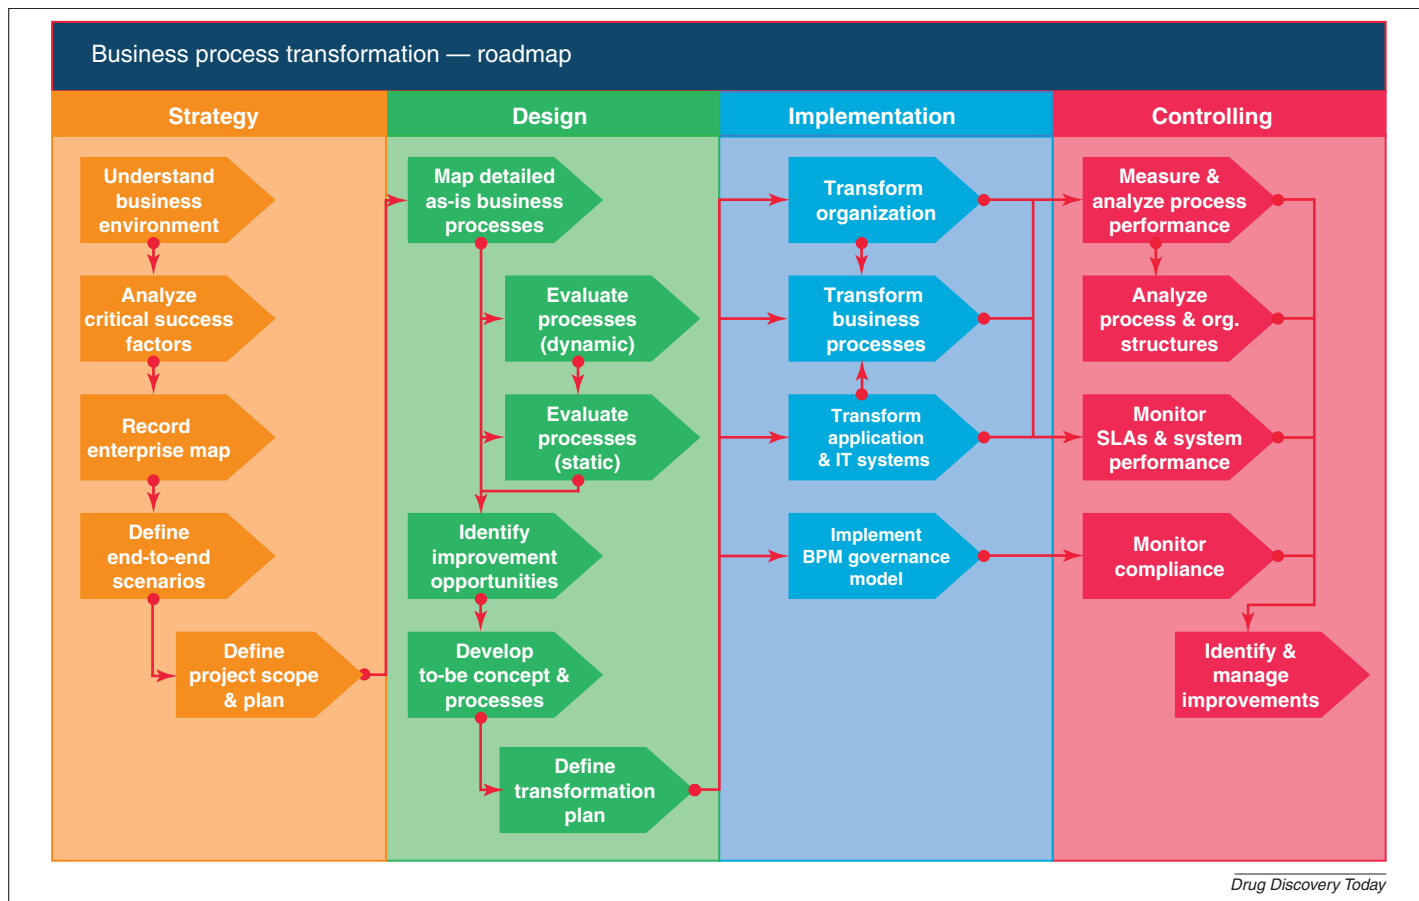 Business process transformation — roadmap
Strategy
Design
Implementation
Controlling
Understand
business
environment
Analyze
critical success
factors
Record
enterprise map
Define
end-to-end
scenarios
Define
project scope
& plan
Map detailed
as-is business
processes
Evaluate
processes
(dynamic)
Evaluate
processes
(static)
Identify
improvement
opportunities
Develop
to-be concept &
processes
Define
transformation
plan
Transform
organization
Transform
business
processes
Transform
application
& IT systems
Implement
BPM governance
model
Measure &
analyze process
performance
Analyze
process & org.
structures
Monitor
SLAs & system
performance
Monitor
compliance
Identify &
manage
improvements
Drug Discovery Today